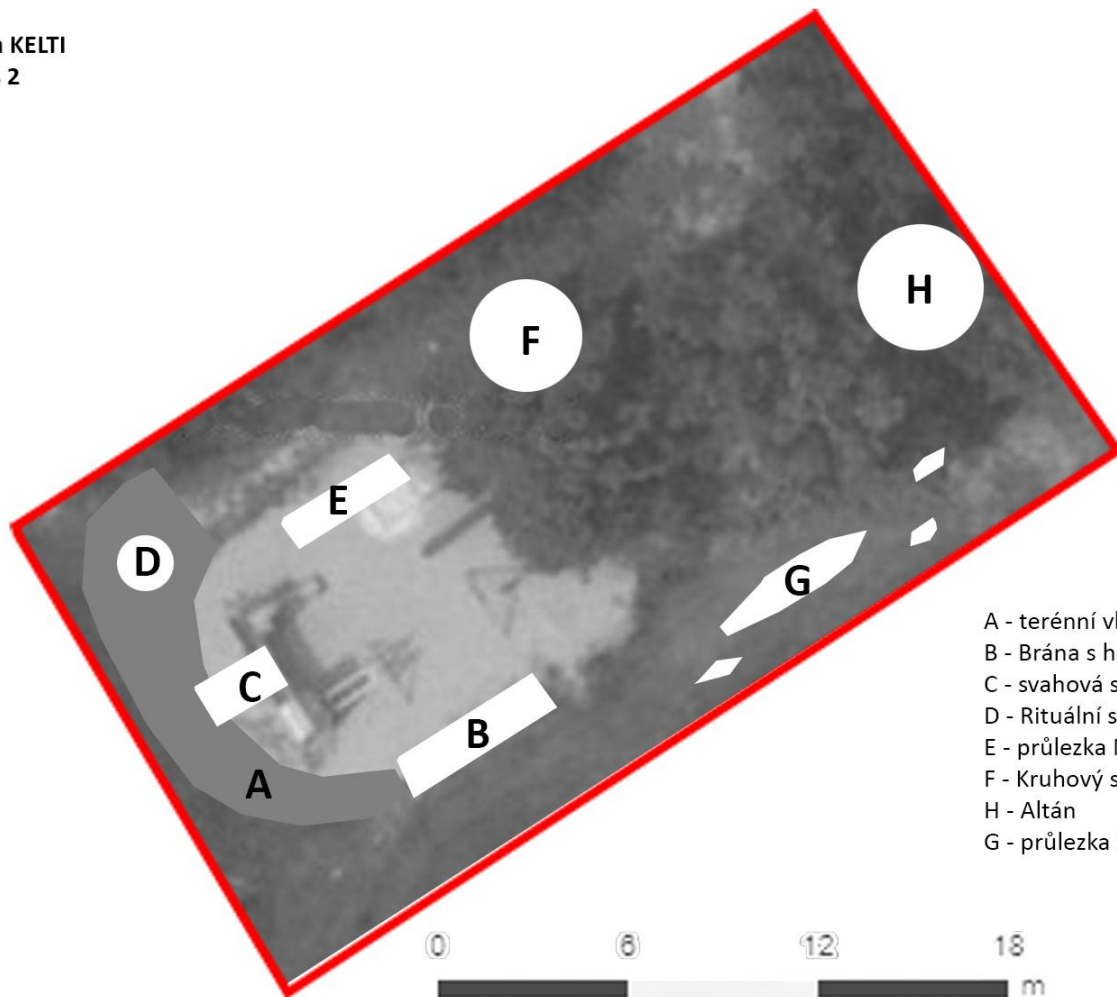 KELTI
2
F
H
E
D
G
C
B
A
A - terénní
B - Brána s
C - svahová
D - Rituální
E - průlezka
F - Kruhový
H - Altán
G - průlezka
0 6 12 18
m